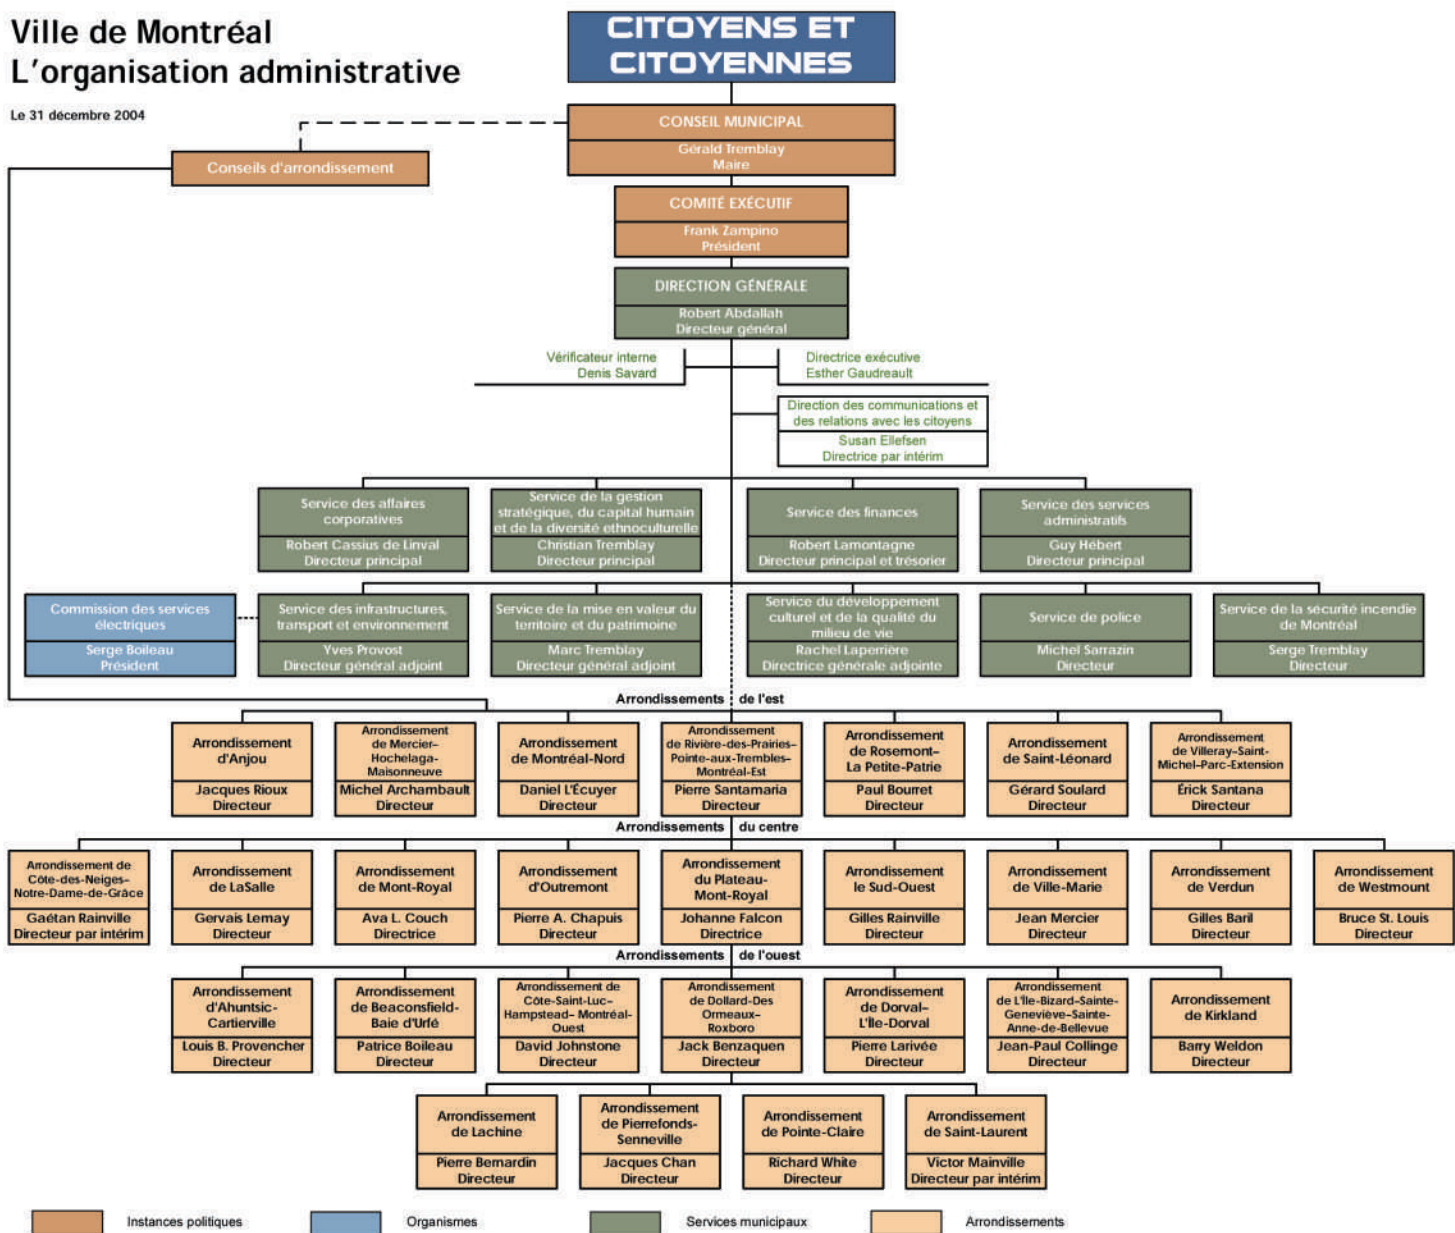 Ville de Montréal
L'organisation administrative
Le 31 décembre 2004
CITOYENS ET
CITOYENNES
CONSEIL MUNICIPAL
Gérald Tremblay
Maire
Conseils d'arrondissement
COMITÉ EXÉCUTIF
Frank Zampino
Président
DIRECTION GÉNÉRALE
Robert Abdallah
Directeur général
Vérificateur interne
Denis Savard
Directrice exécutive
Esther Gaudreault
Direction des communications et
des relations avec les citoyens
Susan Ellefsen
Directrice par intérim
Service des affaires
corporatives
Robert Cassius de Linval
Directeur principal
Service de la gestion
stratégique, du capital humain
et de la diversité ethnoculturelle
Christian Tremblay
Directeur principal
Service des finances
Robert Lamontagne
Directeur principal et trésorier
Service des services
administratifs
Guy Hébert
Directeur principal
Commission des services
électriques
Serge Boileau
Président
Service des infrastructures,
transport et environnement
Yves Provost
Directeur général adjoint
Service de la mise en valeur du
territoire et du patrimoine
Marc Tremblay
Directeur général adjoint
Service du développement
culturel et de la qualité du
milieu de vie
Rachel Laperrière
Directrice générale adjointe
Service de police
Michel Sarrazin
Directeur
Service de la sécurité incendie
de Montréal
Serge Tremblay
Directeur
Arrondissements de l'est
Arrondissement
d'Anjou
Jacques Rioux
Directeur
Arrondissement
de Mercier–
Hochelaga-
Maisonneuve
Michel Archambault
Directeur
Arrondissement
de Montréal-Nord
Daniel L'Écuyer
Directeur
Arrondissement
de Rivière-des-Prairies–
Pointe-aux-Trembles–
Montréal-Est
Pierre Santamaria
Directeur
Arrondissement
de Rosemont–
La Petite-Patrie
Paul Bourret
Directeur
Arrondissement
de Saint-Léonard
Gérard Soulard
Directeur
Arrondissement
de Villeray–Saint-
Michel–Parc-Extension
Érick Santana
Directeur
Arrondissements du centre
Arrondissement de
Côte-des-Neiges–
Notre-Dame-de-Grâce
Gaétan Rainville
Directeur par intérim
Arrondissement
de LaSalle
Gervais Lemay
Directeur
Arrondissement
de Mont-Royal
Ava L. Couch
Directrice
Arrondissement
d'Outremont
Pierre A. Chapuis
Directeur
Arrondissement
du Plateau-
Mont-Royal
Johanne Falcon
Directrice
Arrondissement
le Sud-Ouest
Gilles Rainville
Directeur
Arrondissement
de Ville-Marie
Jean Mercier
Directeur
Arrondissement
de Verdun
Gilles Baril
Directeur
Arrondissement
de Westmount
Bruce St. Louis
Directeur
Arrondissements de l'ouest
Arrondissement
d'Ahuntsic-
Cartierville
Louis B. Provencher
Directeur
Arrondissement
de Beaconsfield-
Baie d'Urfé
Patrice Boileau
Directeur
Arrondissement de
Côte-Saint-Luc–
Hampstead– Montréal-
Ouest
David Johnstone
Directeur
Arrondissement
de Dollard-Des
Ormeaux–
Roxboro
Jack Benzaquen
Directeur
Arrondissement
de Dorval–
L'Île-Dorval
Pierre Larivée
Directeur
Arrondissement
de L'Île-Bizard–Sainte-
Geneviève–Sainte-
Anne-de-Bellevue
Jean-Paul Collinge
Directeur
Arrondissement
de Kirkland
Barry Weldon
Directeur
Arrondissement
de Lachine
Pierre Bernardin
Directeur
Arrondissement
de Pierrefonds-
Senneville
Jacques Chan
Directeur
Arrondissement
de Pointe-Claire
Richard White
Directeur
Arrondissement
de Saint-Laurent
Victor Mainville
Directeur par intérim
Instances politiques
Organismes
Services municipaux
Arrondissements